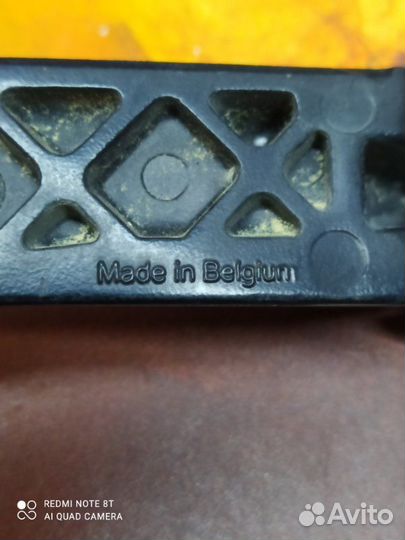 Made in Belgium
REDMI NOTE 8T
AI QUAD CAMERA
Avito